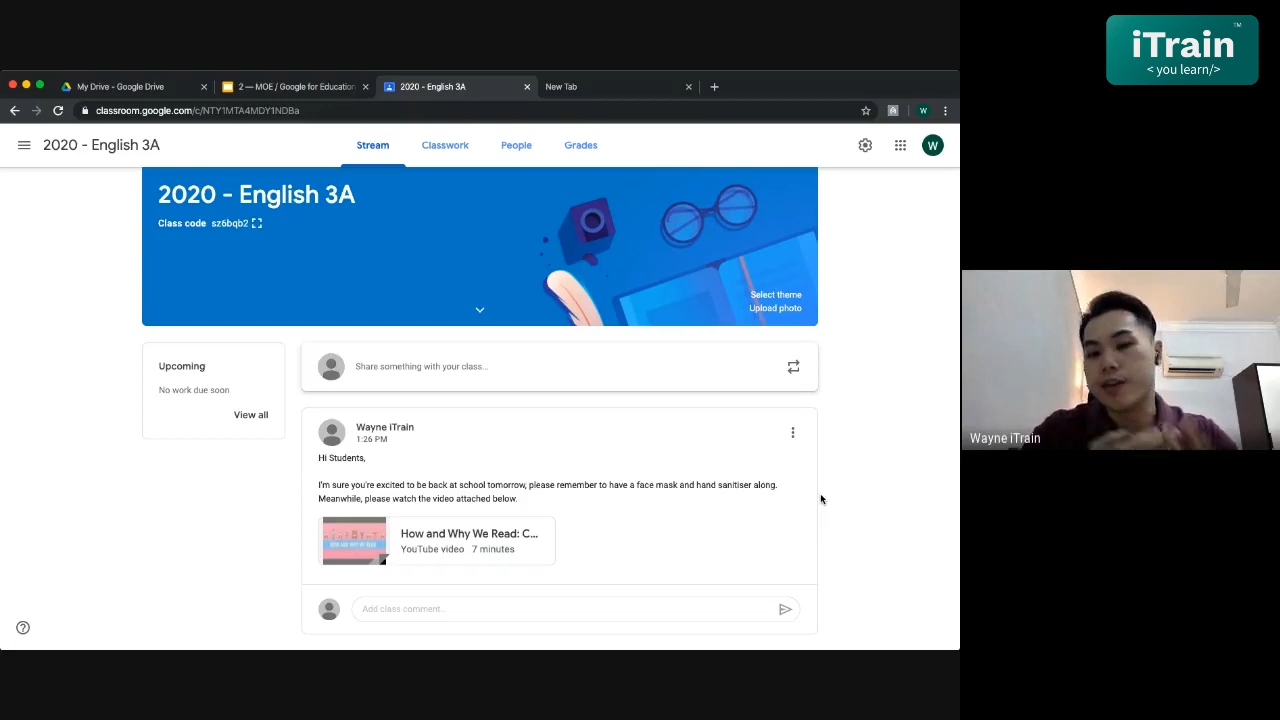 iTrain
TM
< you learn/>
My Drive - Google Drive
2 — MOE / Google for Education
2020 - English 3A
New Tab
classroom.google.com/c/NTY1MTA4MDY1NDBa
W
2020 - English 3A
Stream
Classwork
People
Grades
W
2020 - English 3A
Class code sz6bqb2
Select theme
Upload photo
Upcoming
No work due soon
View all
Share something with your class...
Wayne iTrain
1:26 PM
Hi Students,
I'm sure you're excited to be back at school tomorrow, please remember to have a face mask and hand sanitiser along.
Meanwhile, please watch the video attached below.
How and Why We Read: C...
YouTube video 7 minutes
Add class comment...
Wayne iTrain